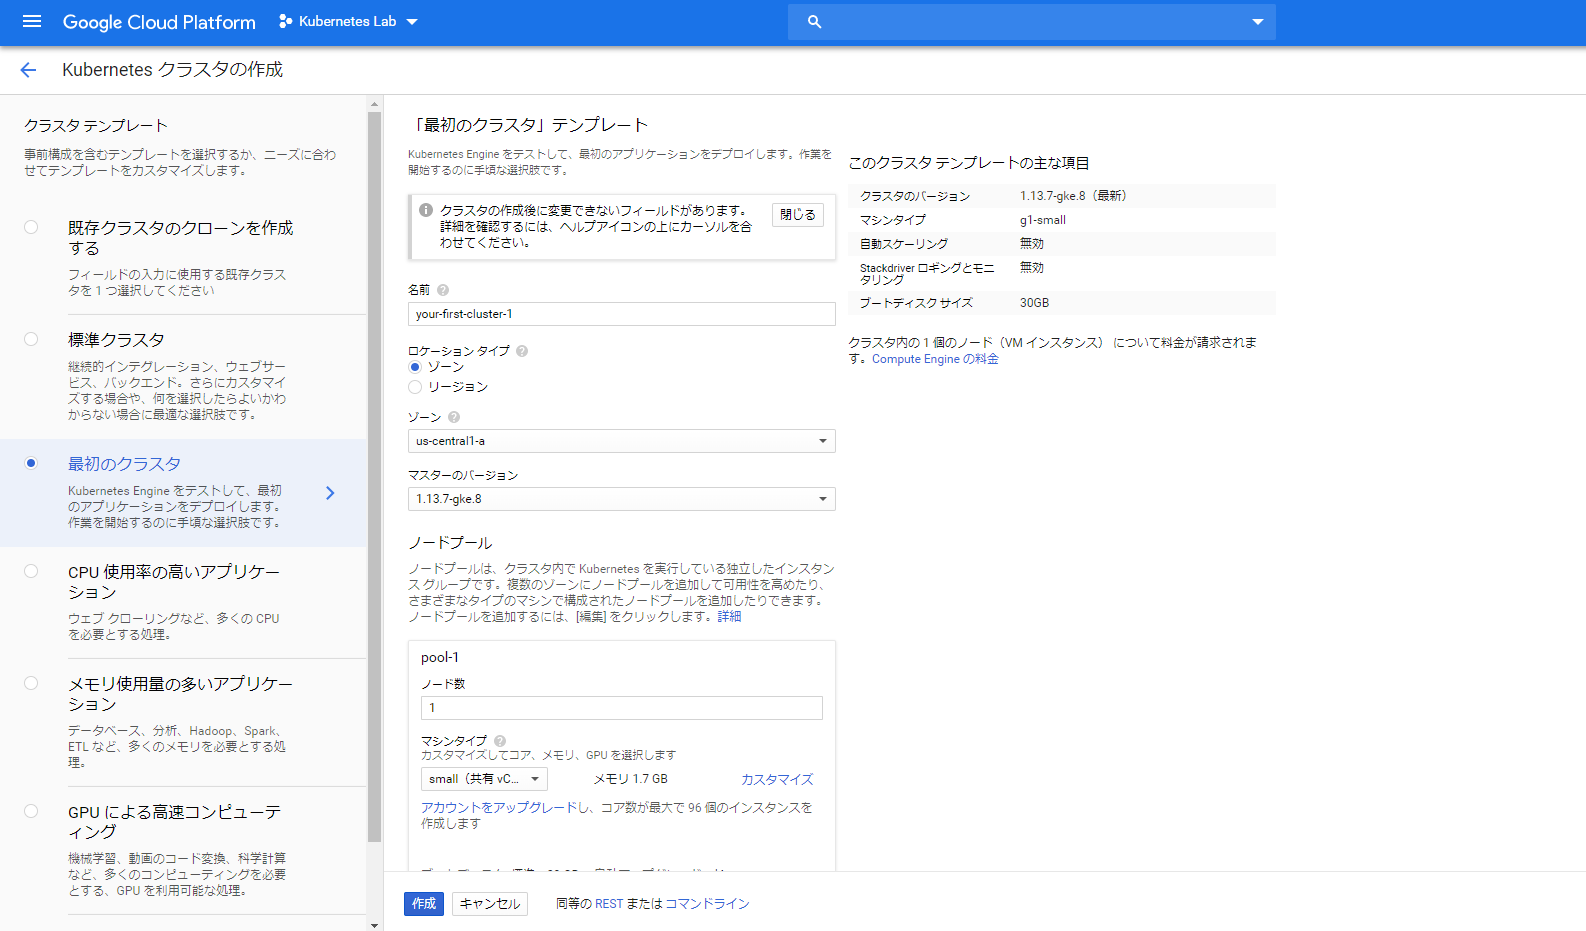 Google Cloud Platform
Kubernetes Lab
Kubernetes クラスタの作成
クラスタ テンプレート
事前構成を含むテンプレートを選択するか、ニーズに合わ
せてテンプレートをカスタマイズします。
既存クラスタのクローンを作成
する
フィールドの入力に使用する既存クラス
タを 1 つ選択してください
標準クラスタ
継続的インテグレーション、ウェブサー
ビス、バックエンド。さらにカスタマイ
ズする場合や、何を選択したらよいかわ
からない場合に最適な選択肢です。
最初のクラスタ
Kubernetes Engine をテストして、最初
のアプリケーションをデプロイします。
作業を開始するのに手頃な選択肢です。
CPU 使用率の高いアプリケー
ション
ウェブ クローリングなど、多くの CPU
を必要とする処理。
メモリ使用量の多いアプリケー
ション
データベース、分析、Hadoop、Spark、
ETL など、多くのメモリを必要とする処
理。
GPU による高速コンピューテ
ィング
機械学習、動画のコード変換、科学計算
など、多くのコンピューティングを必要
とする、GPU を利用可能な処理。
「最初のクラスタ」テンプレート
Kubernetes Engine をテストして、最初のアプリケーションをデプロイします。作業を
開始するのに手頃な選択肢です。
クラスタの作成後に変更できないフィールドがあります。
詳細を確認するには、ヘルプアイコンの上にカーソルを合
わせてください。
閉じる
名前
your-first-cluster-1
ロケーション タイプ
ゾーン
リージョン
ゾーン
us-central1-a
マスターのバージョン
1.13.7-gke.8
ノードプール
ノードプールは、クラスタ内で Kubernetes を実行している独立したインスタン
ス グループです。複数のゾーンにノードプールを追加して可用性を高めたり、
さまざまなタイプのマシンで構成されたノードプールを追加したりできます。
ノードプールを追加するには、[編集] をクリックします。詳細
pool-1
ノード数
1
マシンタイプ
カスタマイズしてコア、メモリ、GPU を選択します
small（共有 vC... メモリ 1.7 GB カスタマイズ
アカウントをアップグレードし、コア数が最大で 96 個のインスタンスを
作成します
作成 キャンセル 同等の REST または コマンドライン
このクラスタ テンプレートの主な項目
クラスタのバージョン 1.13.7-gke.8（最新）
マシンタイプ g1-small
自動スケーリング 無効
Stackdriver ロギングとモニ 無効
タリング
ブートディスク サイズ 30GB
クラスタ内の 1 個のノード（VM インスタンス） について料金が請求されま
す。Compute Engine の料金